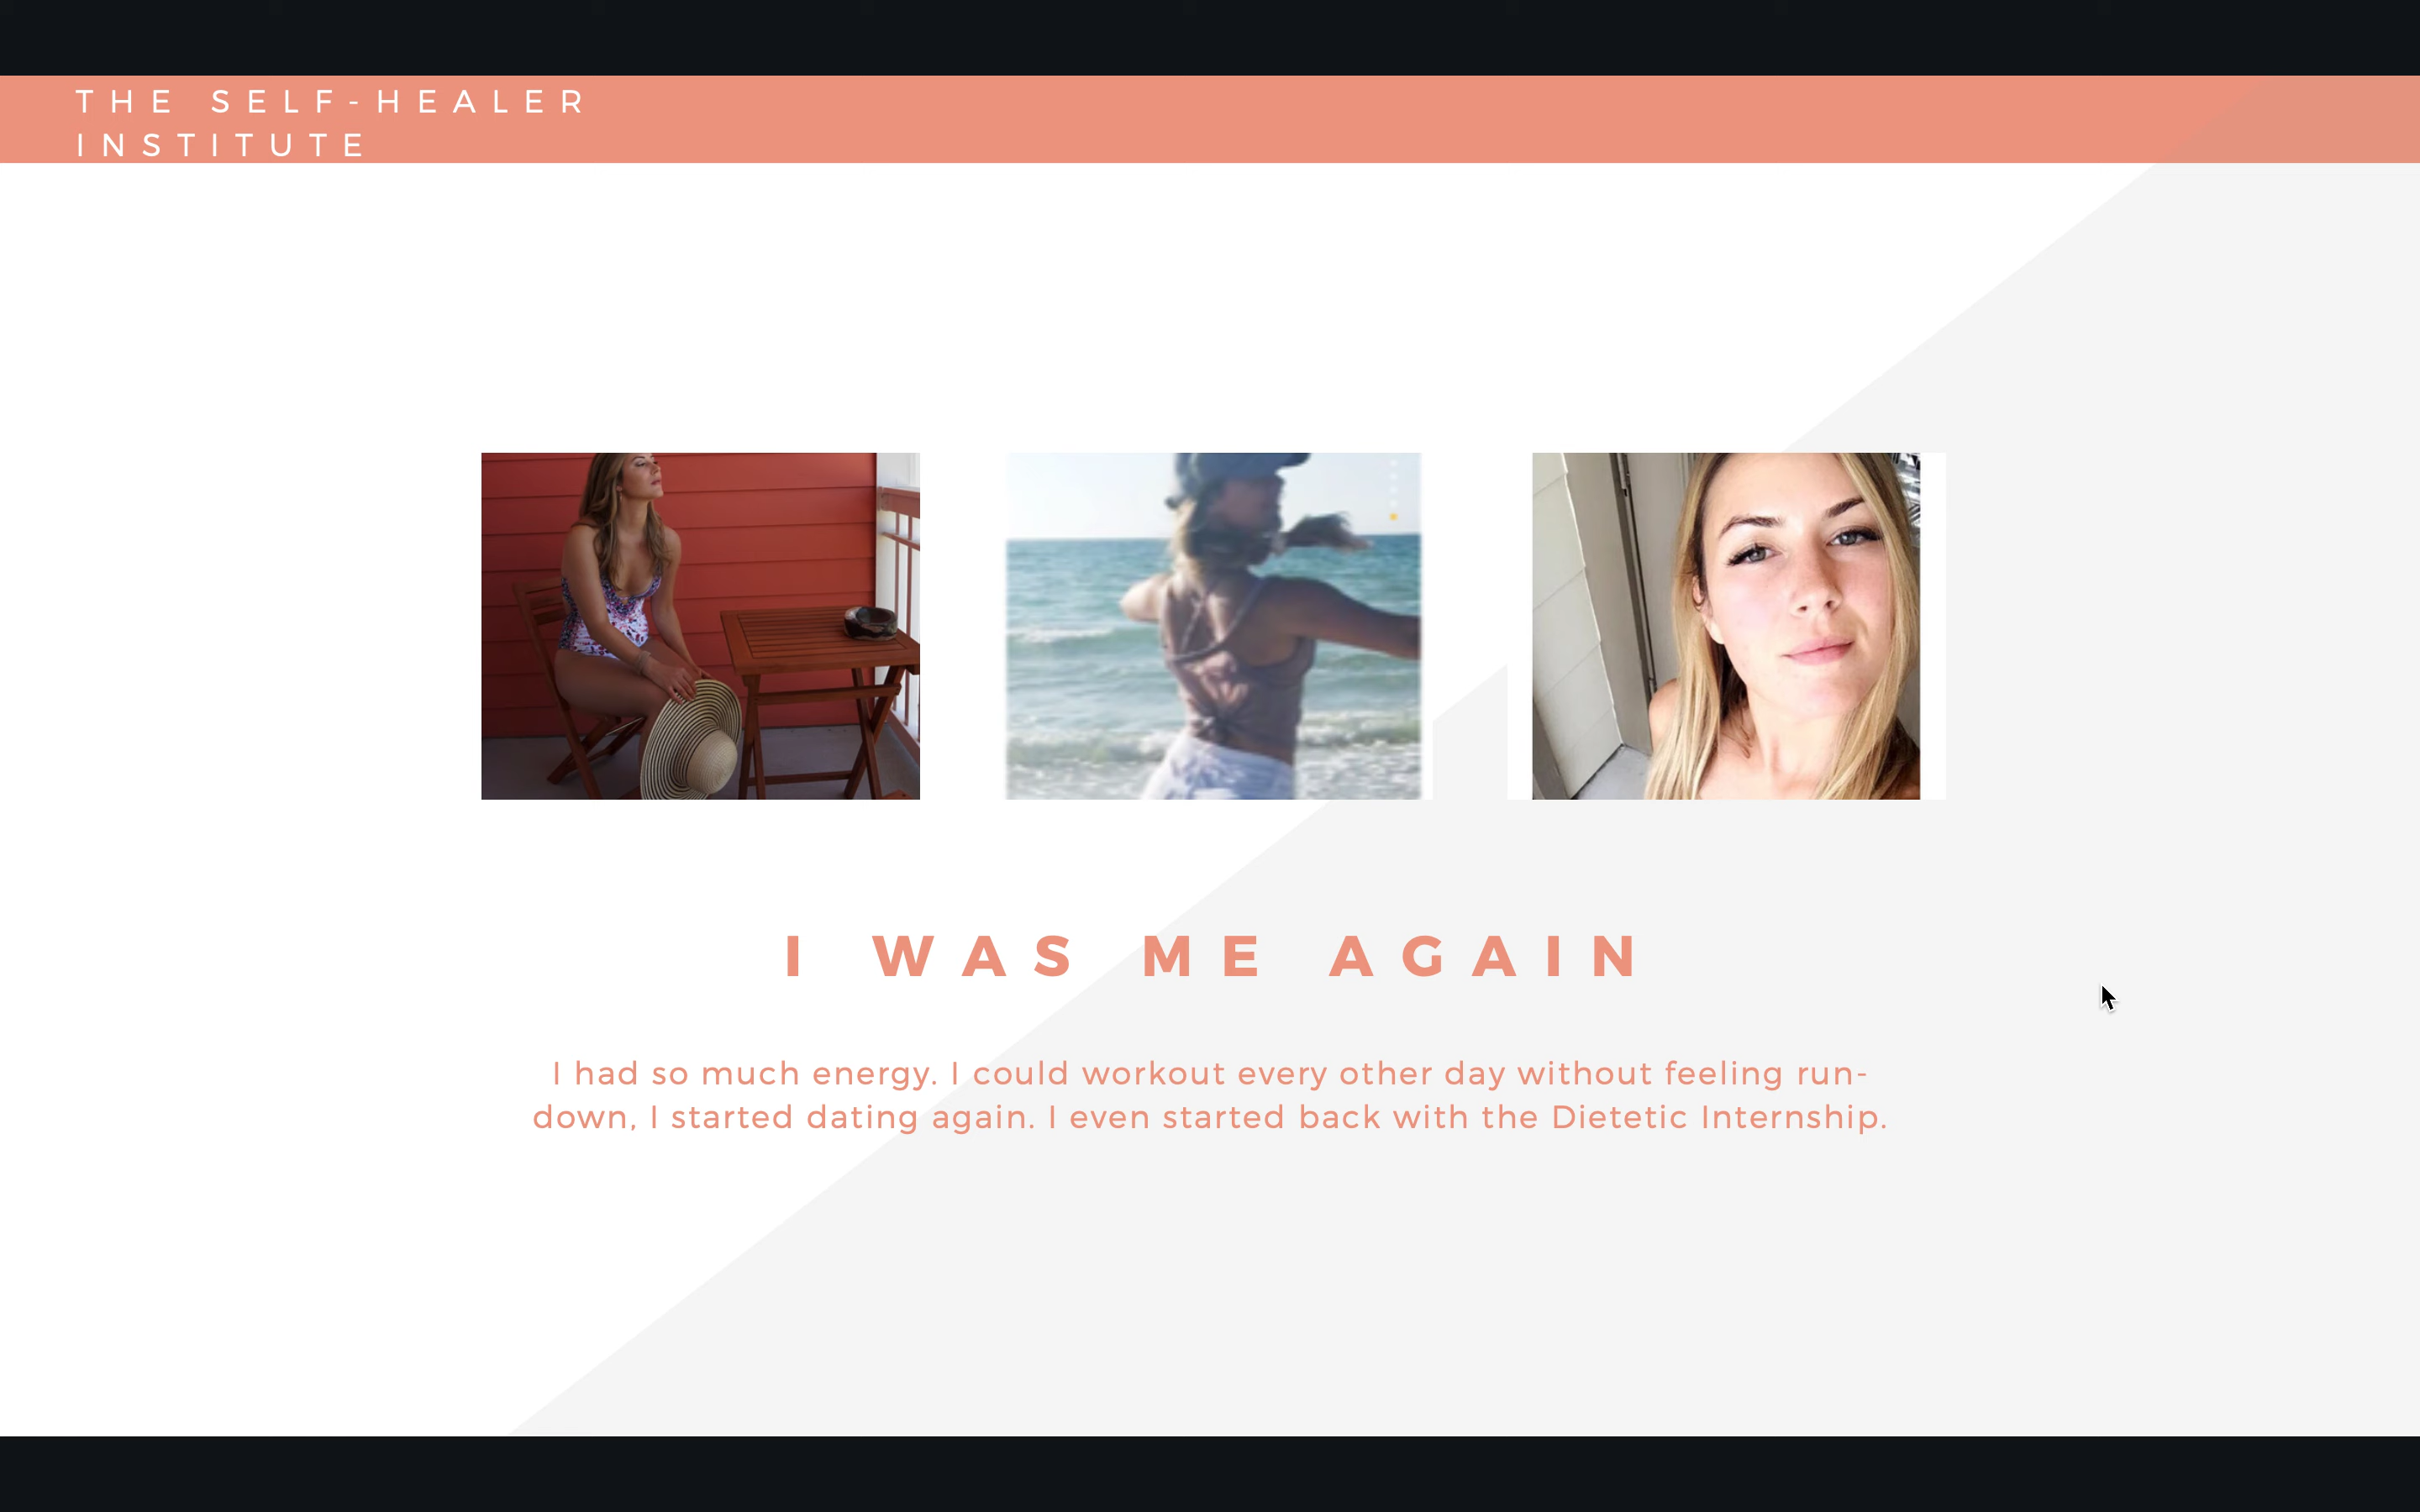 THE SELF-HEALER
INSTITUTE
I WAS ME AGAIN
I had so much energy. I could workout every other day without feeling run-
down, I started dating again. I even started back with the Dietetic Internship.